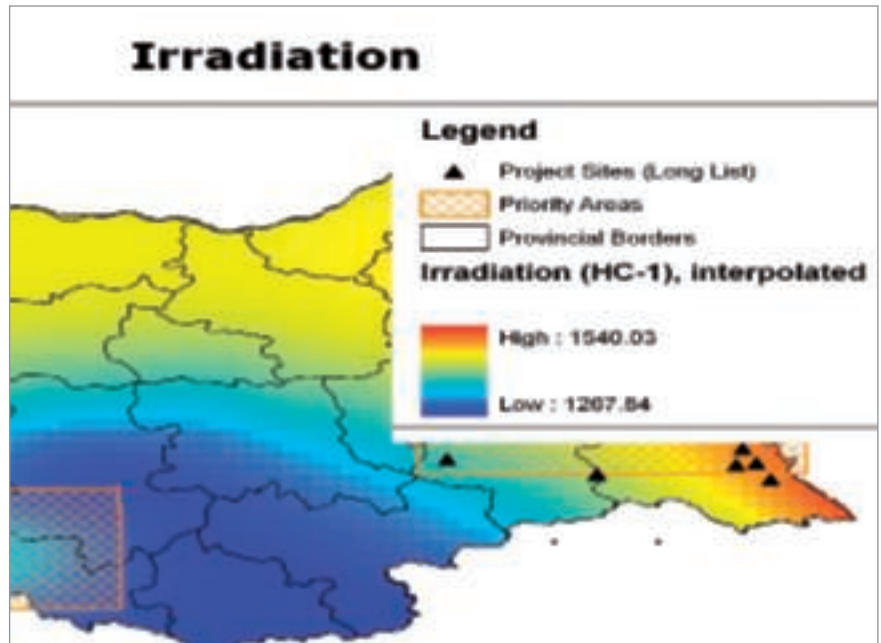 Irradiation
Legend
Project Sites (Long List)
Priority Areas
Provincial Borders
Irradiation (HC-1), interpolated
High : 1540.03
Low : 1267.84